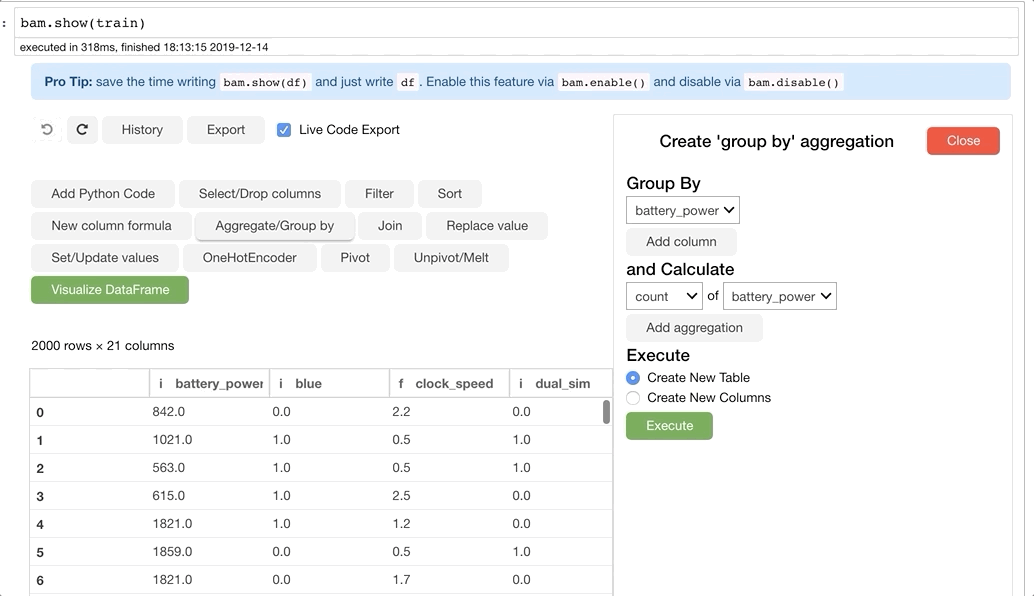 : bam.show(train)
executed in 318ms, finished 18:13:15 2019-12-14
Pro Tip: save the time writing bam.show(df) and just write df. Enable this feature via bam.enable() and disable via bam.disable()
History Export Live Code Export
Add Python Code Select/Drop columns Filter Sort
New column formula Aggregate/Group by Join Replace value
Set/Update values OneHotEncoder Pivot Unpivot/Melt
Visualize DataFrame
2000 rows × 21 columns
i battery_power i blue f clock_speed i dual_sim
0 842.0 0.0 2.2 0.0
1 1021.0 1.0 0.5 1.0
2 563.0 1.0 0.5 1.0
3 615.0 1.0 2.5 0.0
4 1821.0 1.0 1.2 0.0
5 1859.0 0.0 0.5 1.0
6 1821.0 0.0 1.7 0.0
Create 'group by' aggregation Close
Group By
battery_power
Add column
and Calculate
count of battery_power
Add aggregation
Execute
Create New Table
Create New Columns
Execute